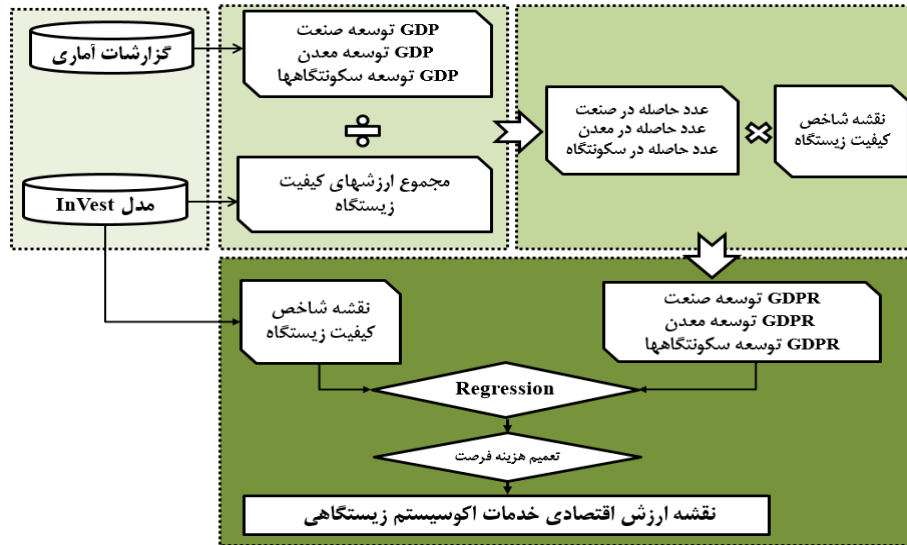 گزارشات آماری
GDP توسعه صنعت
GDP توسعه معدن
GDP توسعه سکونتگاهها
مدل InVest
مجموع ارزشهای کیفیت
زیستگاه
عدد حاصله در صنعت
عدد حاصله در معدن
عدد حاصله در سکونتگاه
نقشه شاخص
کیفیت زیستگاه
GDPR توسعه صنعت
GDPR توسعه معدن
GDPR توسعه سکونتگاهها
نقشه شاخص
کیفیت زیستگاه
Regression
تعمیم هزینه فرصت
نقشه ارزش اقتصادی خدمات اکوسیستم زیستگاهی